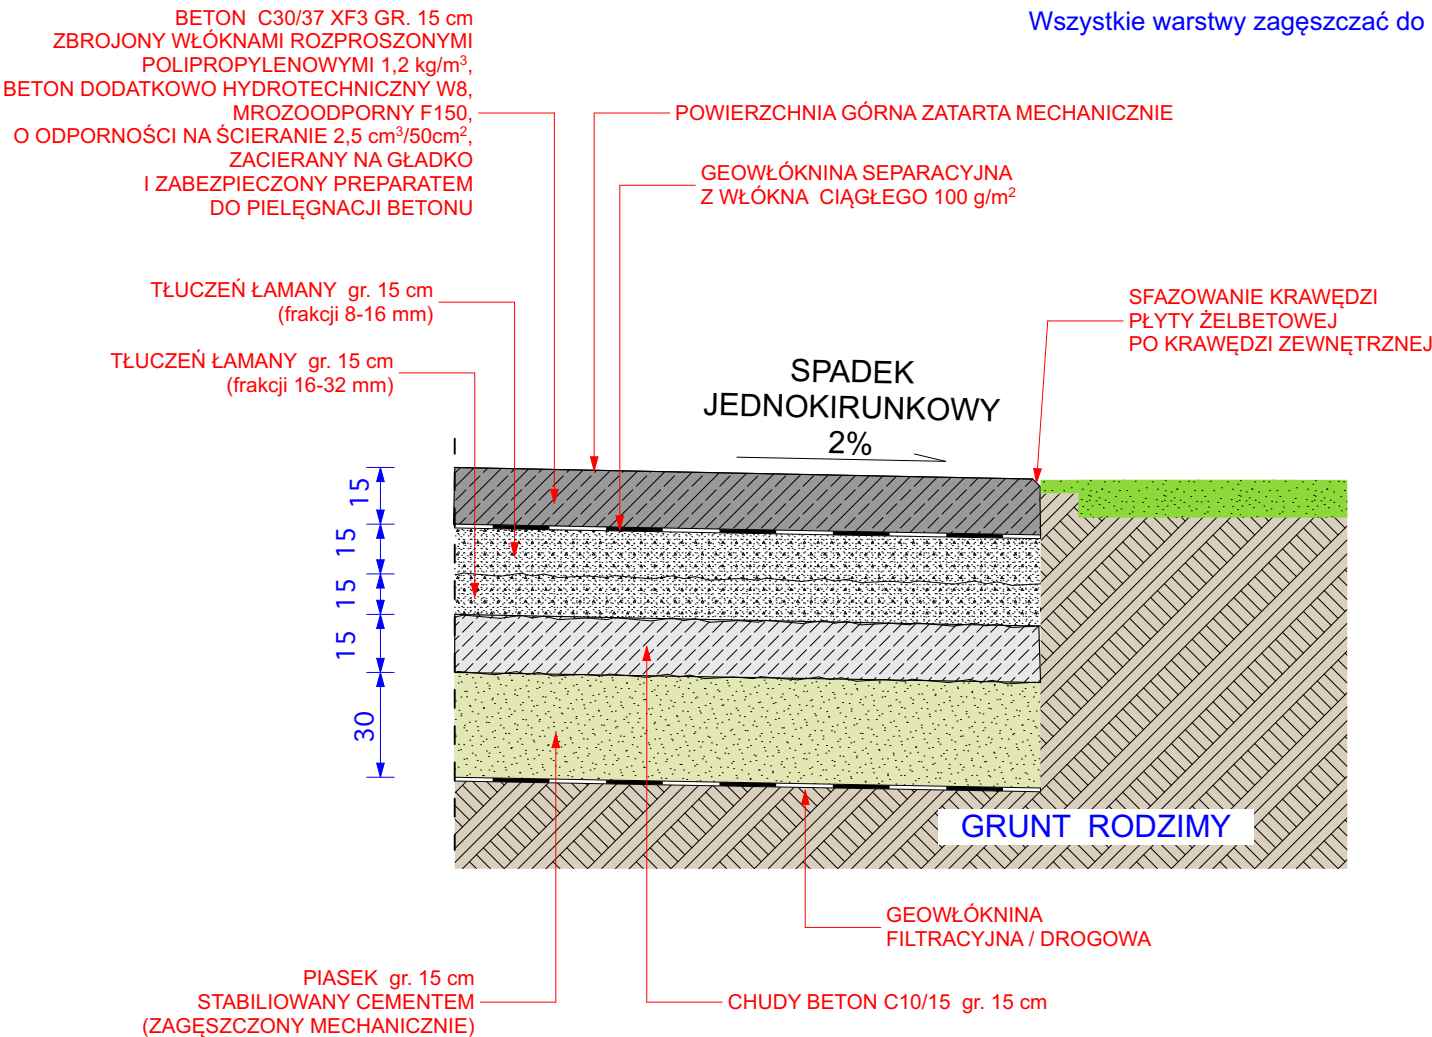 BETON C30/37 XF3 GR. 15 cm
ZBROJONY WŁÓKNAMI ROZPROSZONYMI
POLIPROPYLENOWYMI 1,2 kg/m³,
BETON DODATKOWO HYDROTECHNICZNY W8,
MROZOODPORNY F150,
O ODPORNOŚCI NA ŚCIERANIE 2,5 cm³/50cm²,
ZACIERANY NA GŁADKO
I ZABEZPIECZONY PREPARATEM
DO PIELĘGNACJI BETONU
Wszystkie warstwy zagęszczać do
POWIERZCHNIA GÓRNA ZATARTA MECHANICZNIE
GEOWŁÓKNINA SEPARACYJNA
Z WŁÓKNA CIĄGŁEGO 100 g/m²
TŁUCZEŃ ŁAMANY gr. 15 cm
(frakcji 8-16 mm)
TŁUCZEŃ ŁAMANY gr. 15 cm
(frakcji 16-32 mm)
SFAZOWANIE KRAWĘDZI
PŁYTY ŻELBETOWEJ
PO KRAWĘDZI ZEWNĘTRZNEJ
SPADEK
JEDNOKIRUNKOWY
2%
15
15
15
15
30
GRUNT RODZIMY
GEOWŁÓKNINA
FILTRACYJNA / DROGOWA
PIASEK gr. 15 cm
STABILIOWANY CEMENTEM
(ZAGĘSZCZONY MECHANICZNIE)
CHUDY BETON C10/15 gr. 15 cm